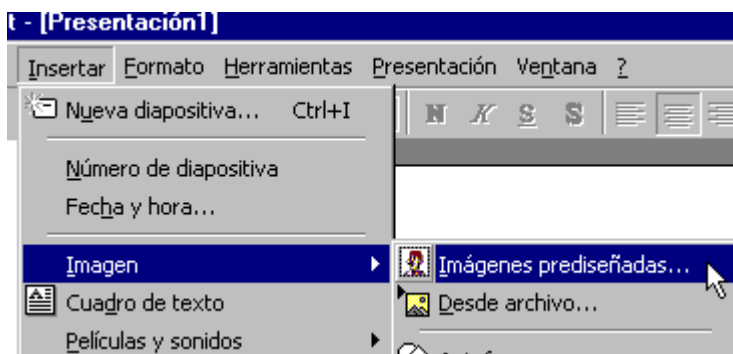 t - [Presentación1]
Insertar Formato Herramientas Presentación Ventana ?
Nueva diapositiva... Ctrl+I
N K S S
Número de diapositiva
Fecha y hora...
Imagen
Imágenes prediseñadas...
Cuadro de texto
Desde archivo...
Películas y sonidos